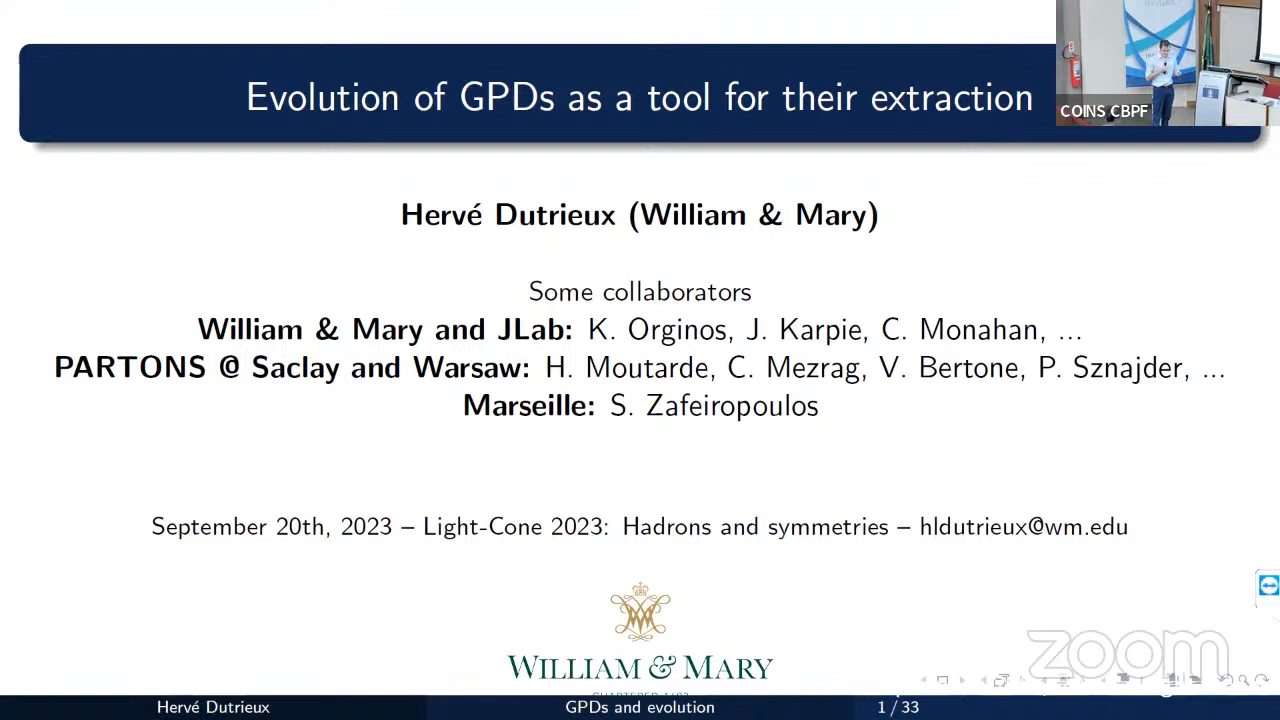 Evolution of GPDs as a tool for their extraction
COINS CBPF
Hervé Dutrieux (William & Mary)
Some collaborators
William & Mary and JLab: K. Orginos, J. Karpie, C. Monahan, ...
PARTONS @ Saclay and Warsaw: H. Moutarde, C. Mezrag, V. Bertone, P. Sznajder, ...
Marseille: S. Zafeiropoulos
September 20th, 2023 – Light-Cone 2023: Hadrons and symmetries – hldutrieux@wm.edu
WILLIAM & MARY
zoom
Hervé Dutrieux
GPDs and evolution
1 / 33